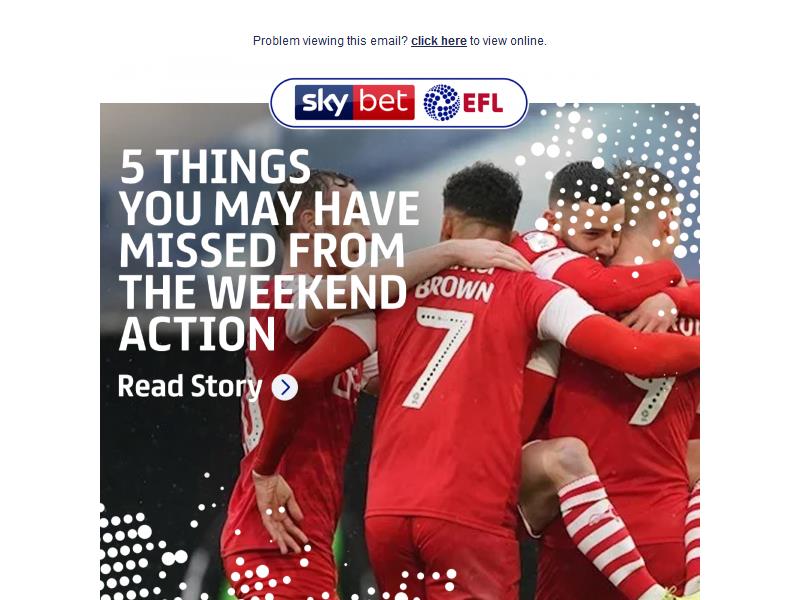 Problem viewing this email? click here to view online.
sky bet EFL
5 THINGS
YOU MAY HAVE
MISSED FROM
THE WEEKEND
ACTION
Read Story
BROWN
7
9